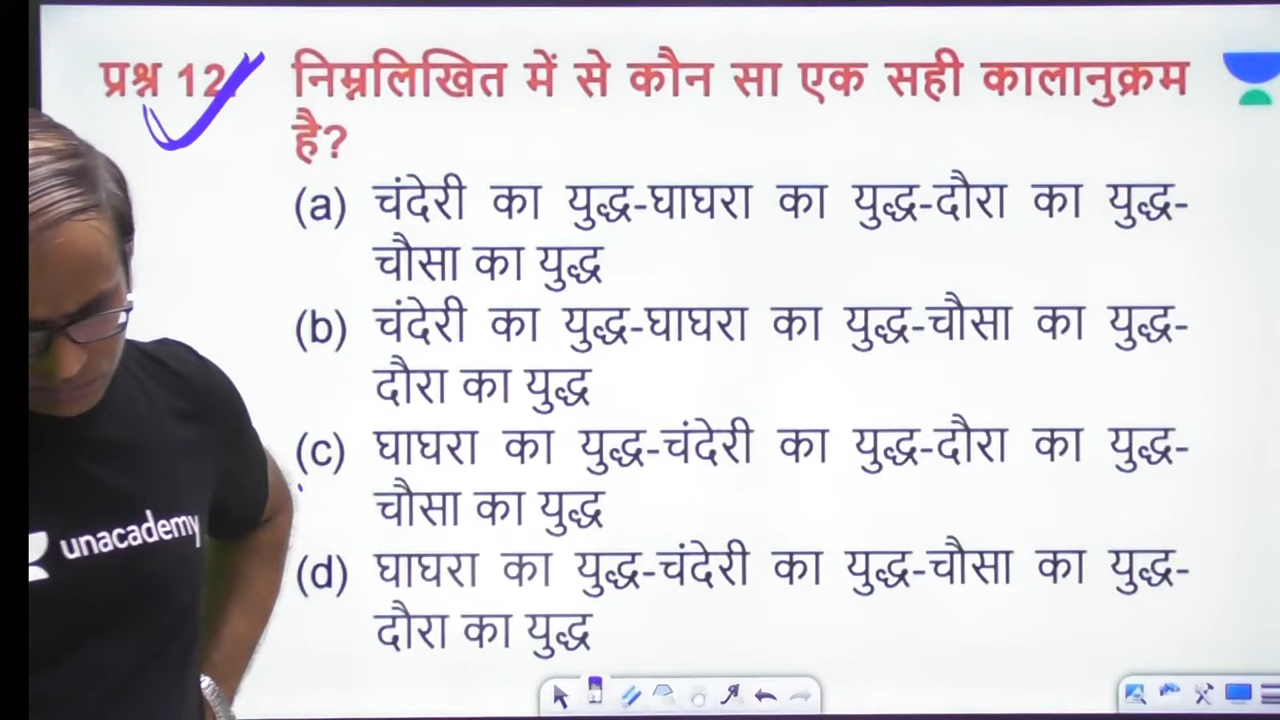 प्रश्न 12. निम्नलिखित में से कौन सा एक सही कालानुक्रम
है?
(a) चंदेरी का युद्ध-घाघरा का युद्ध-दौरा का युद्ध-
चौसा का युद्ध
(b) चंदेरी का युद्ध-घाघरा का युद्ध-चौसा का युद्ध-
दौरा का युद्ध
(c) घाघरा का युद्ध-चंदेरी का युद्ध-दौरा का युद्ध-
चौसा का युद्ध
(d) घाघरा का युद्ध-चंदेरी का युद्ध-चौसा का युद्ध-
दौरा का युद्ध
unacademy